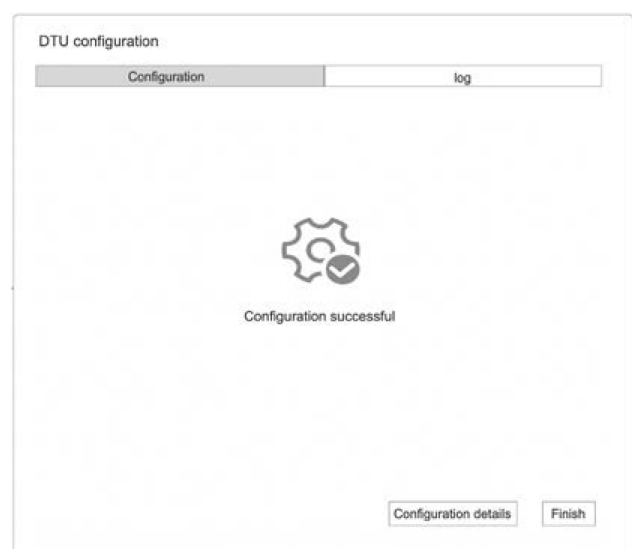 DTU configuration
Configuration
log
Configuration successful
Configuration details
Finish